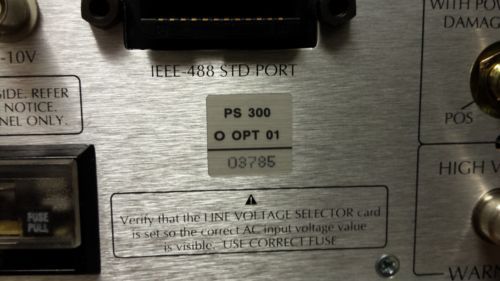 WITH POW
DAMAG
-10V
IEEE-488 STD PORT
SIDE. REFER
NOTICE.
NEL ONLY.
PS 300
O OPT 01
03785
POS
HIGH V
FUSE
PULL
Verify that the LINE VOLTAGE SELECTOR card
is set so the correct AC input voltage value
is visible. USE CORRECT FUSE
WARN